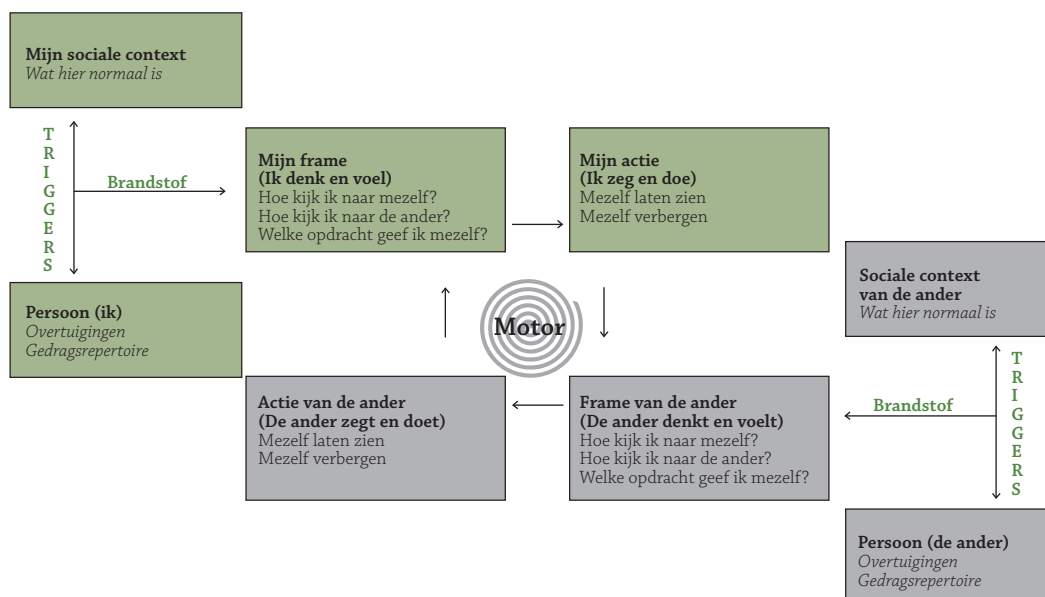 Mijn sociale context
Wat hier normaal is
TRIGGERS
Brandstof
Persoon (ik)
Overtuigingen
Gedragsrepertoire
Mijn frame
(Ik denk en voel)
Hoe kijk ik naar mezelf?
Hoe kijk ik naar de ander?
Welke opdracht geef ik mezelf?
Mijn actie
(Ik zeg en doe)
Mezelf laten zien
Mezelf verbergen
Motor
Actie van de ander
(De ander zegt en doet)
Mezelf laten zien
Mezelf verbergen
Frame van de ander
(De ander denkt en voelt)
Hoe kijk ik naar mezelf?
Hoe kijk ik naar de ander?
Welke opdracht geef ik mezelf?
Sociale context
van de ander
Wat hier normaal is
Brandstof
TRIGGERS
Persoon (de ander)
Overtuigingen
Gedragsrepertoire